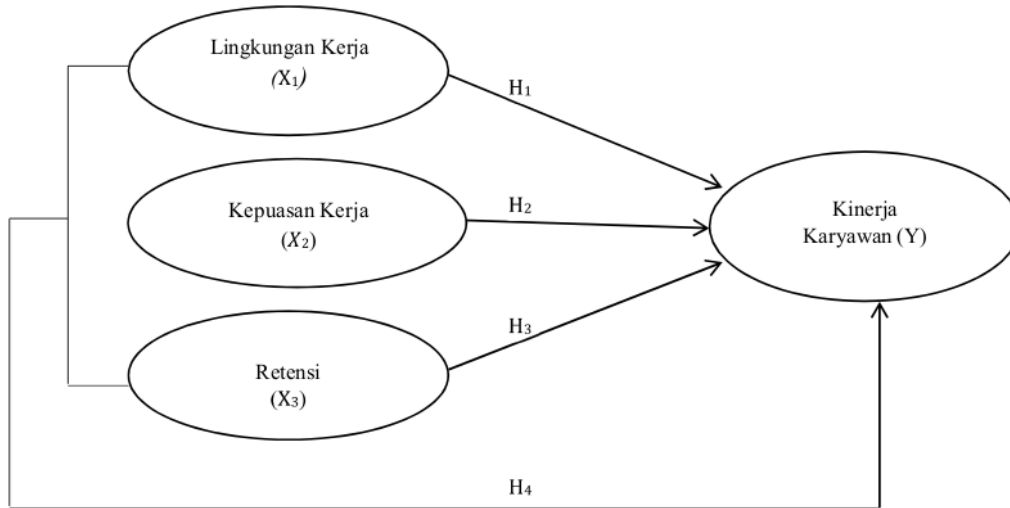 Lingkungan Kerja
(X₁)
H₁
Kepuasan Kerja
(X₂)
H₂
Kinerja
Karyawan (Y)
H₃
Retensi
(X₃)
H₄